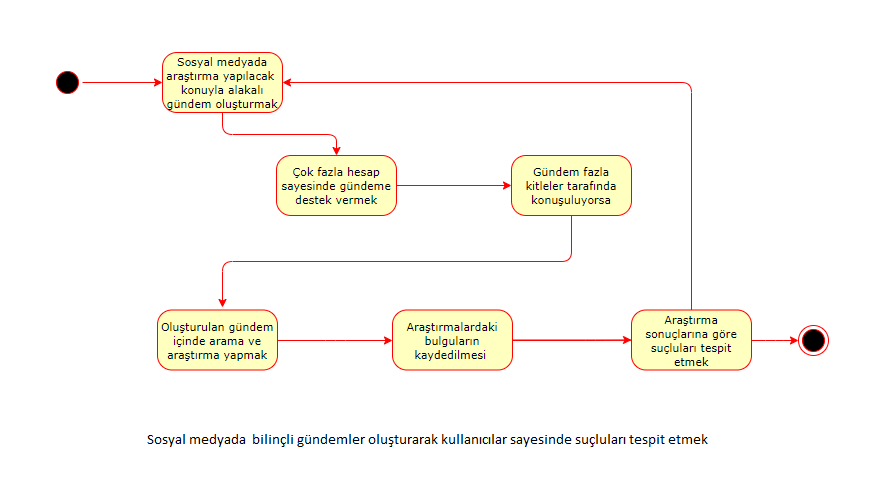 Sosyal medyada
araştırma yapılacak
konuyla alakalı
gündem oluşturmak
Çok fazla hesap
sayesinde gündeme
destek vermek
Gündem fazla
kitleler tarafında
konuşuluyorsa
Oluşturulan gündem
içinde arama ve
araştırma yapmak
Araştırmalardaki
bulguların
kaydedilmesi
Araştırma
sonuçlarına göre
suçluları tespit
etmek
Sosyal medyada bilinçli gündemler oluşturarak kullanıcılar sayesinde suçluları tespit etmek